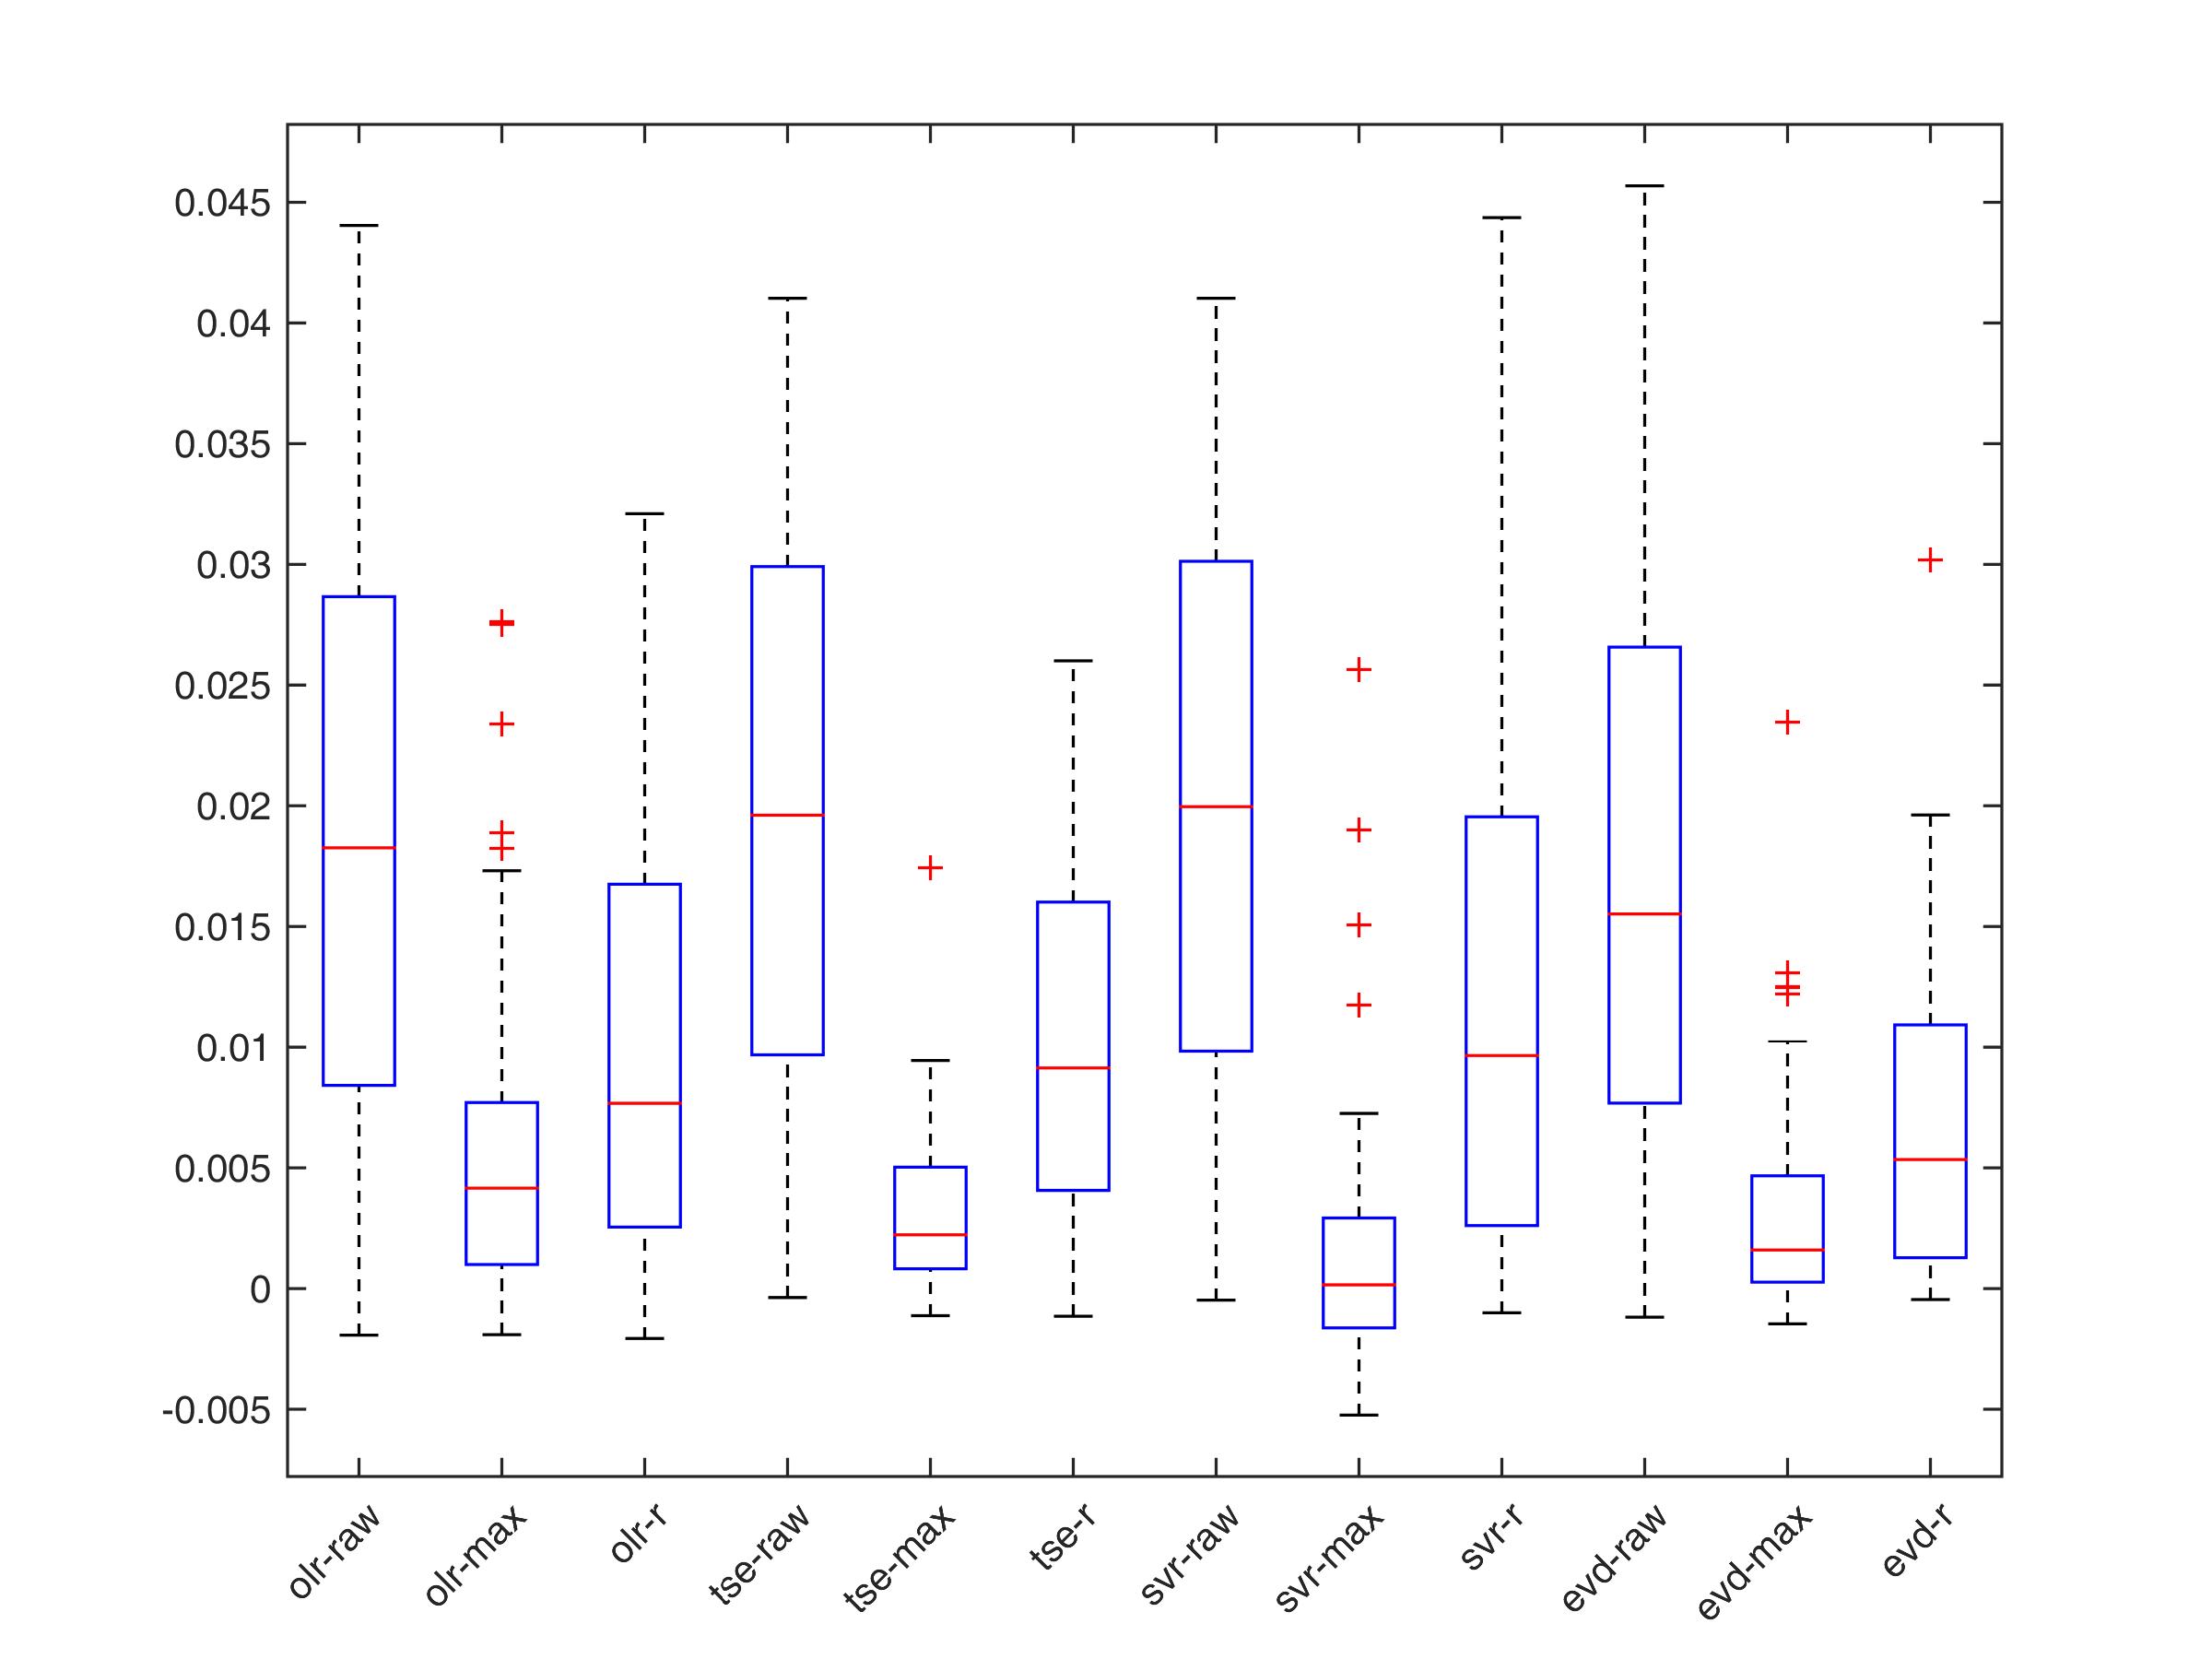 0.045
0.04
0.035
0.03
0.025
0.02
0.015
0.01
0.005
0
-0.005
olr-raw
olr-max
olr-r
tse-raw
tse-max
tse-r
svr-raw
svr-max
svr-r
evd-raw
evd-max
evd-r